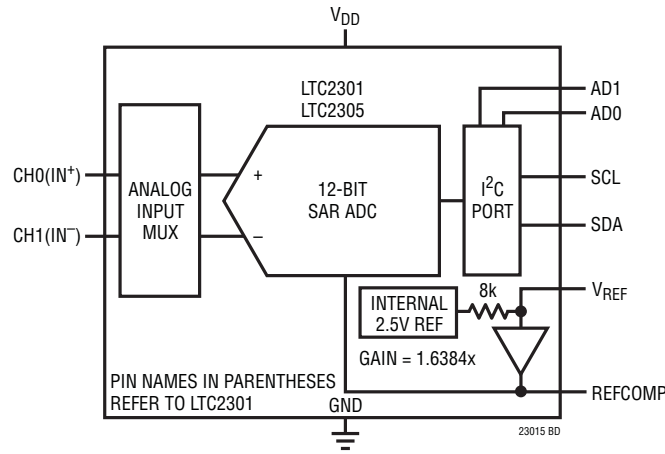 VDD
LTC2301
LTC2305
AD1
AD0
CH0(IN⁺)
ANALOG
INPUT
MUX
+
12-BIT
SAR ADC
I²C
PORT
SCL
CH1(IN⁻)
–
SDA
INTERNAL
2.5V REF
8k
VREF
GAIN = 1.6384x
PIN NAMES IN PARENTHESES
REFER TO LTC2301
GND
REFCOMP
23015 BD